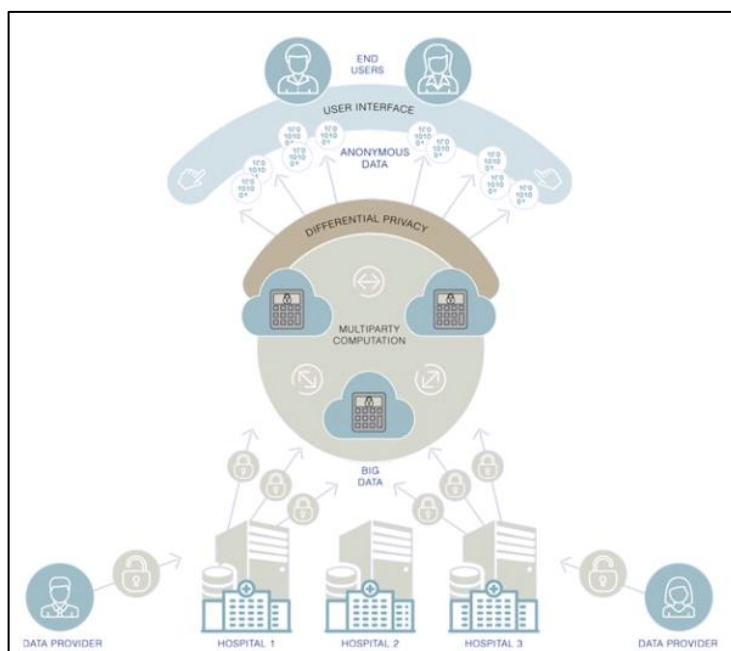 END
USERS
USER INTERFACE
ANONYMOUS
DATA
DIFFERENTIAL PRIVACY
MULTIPARTY
COMPUTATION
BIG
DATA
DATA PROVIDER
HOSPITAL 1
HOSPITAL 2
HOSPITAL 3
DATA PROVIDER